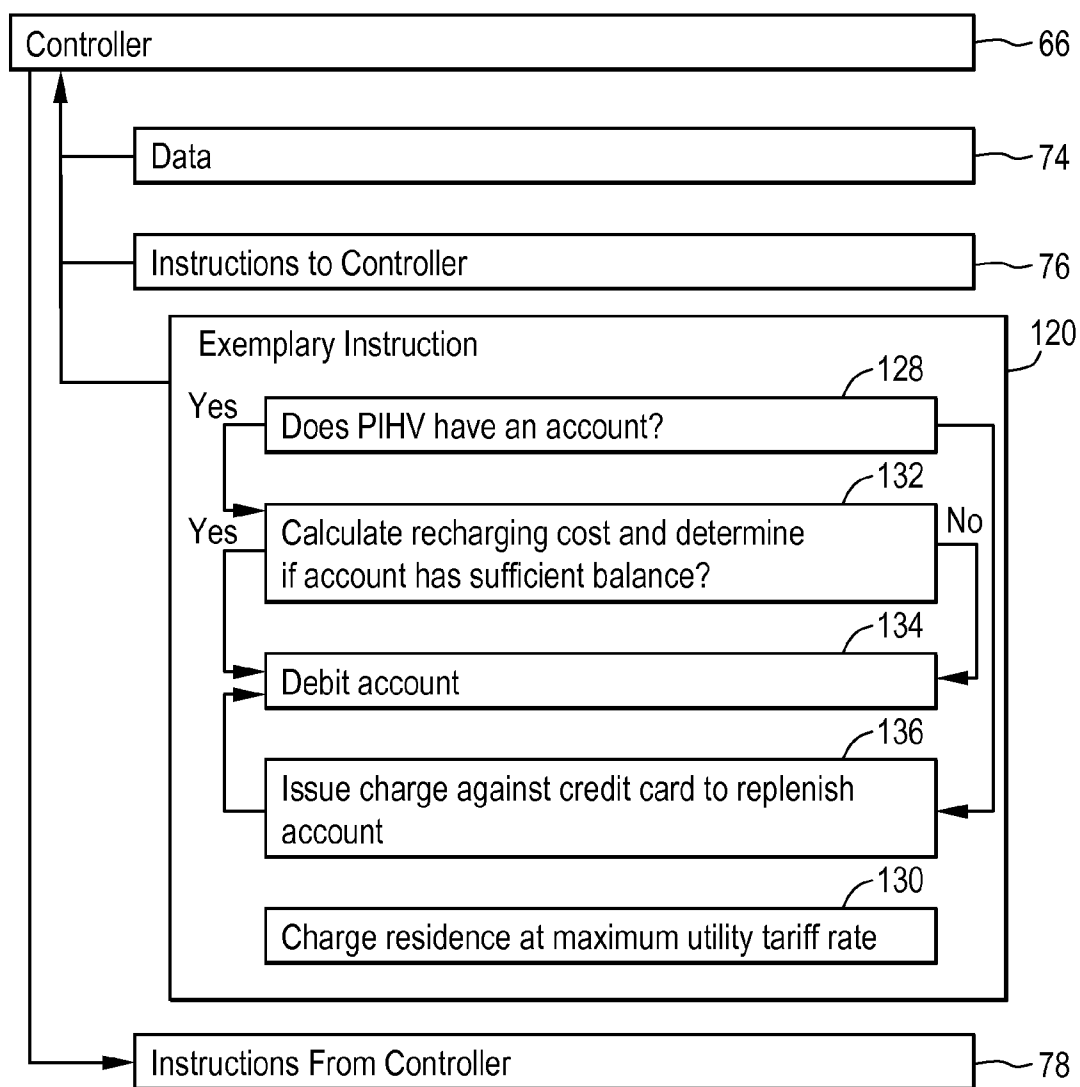 Controller
66
Data
74
Instructions to Controller
76
Exemplary Instruction
120
128
Yes
Does PIHV have an account?
132
Yes
Calculate recharging cost and determine
if account has sufficient balance?
No
134
Debit account
136
Issue charge against credit card to replenish
account
130
Charge residence at maximum utility tariff rate
Instructions From Controller
78